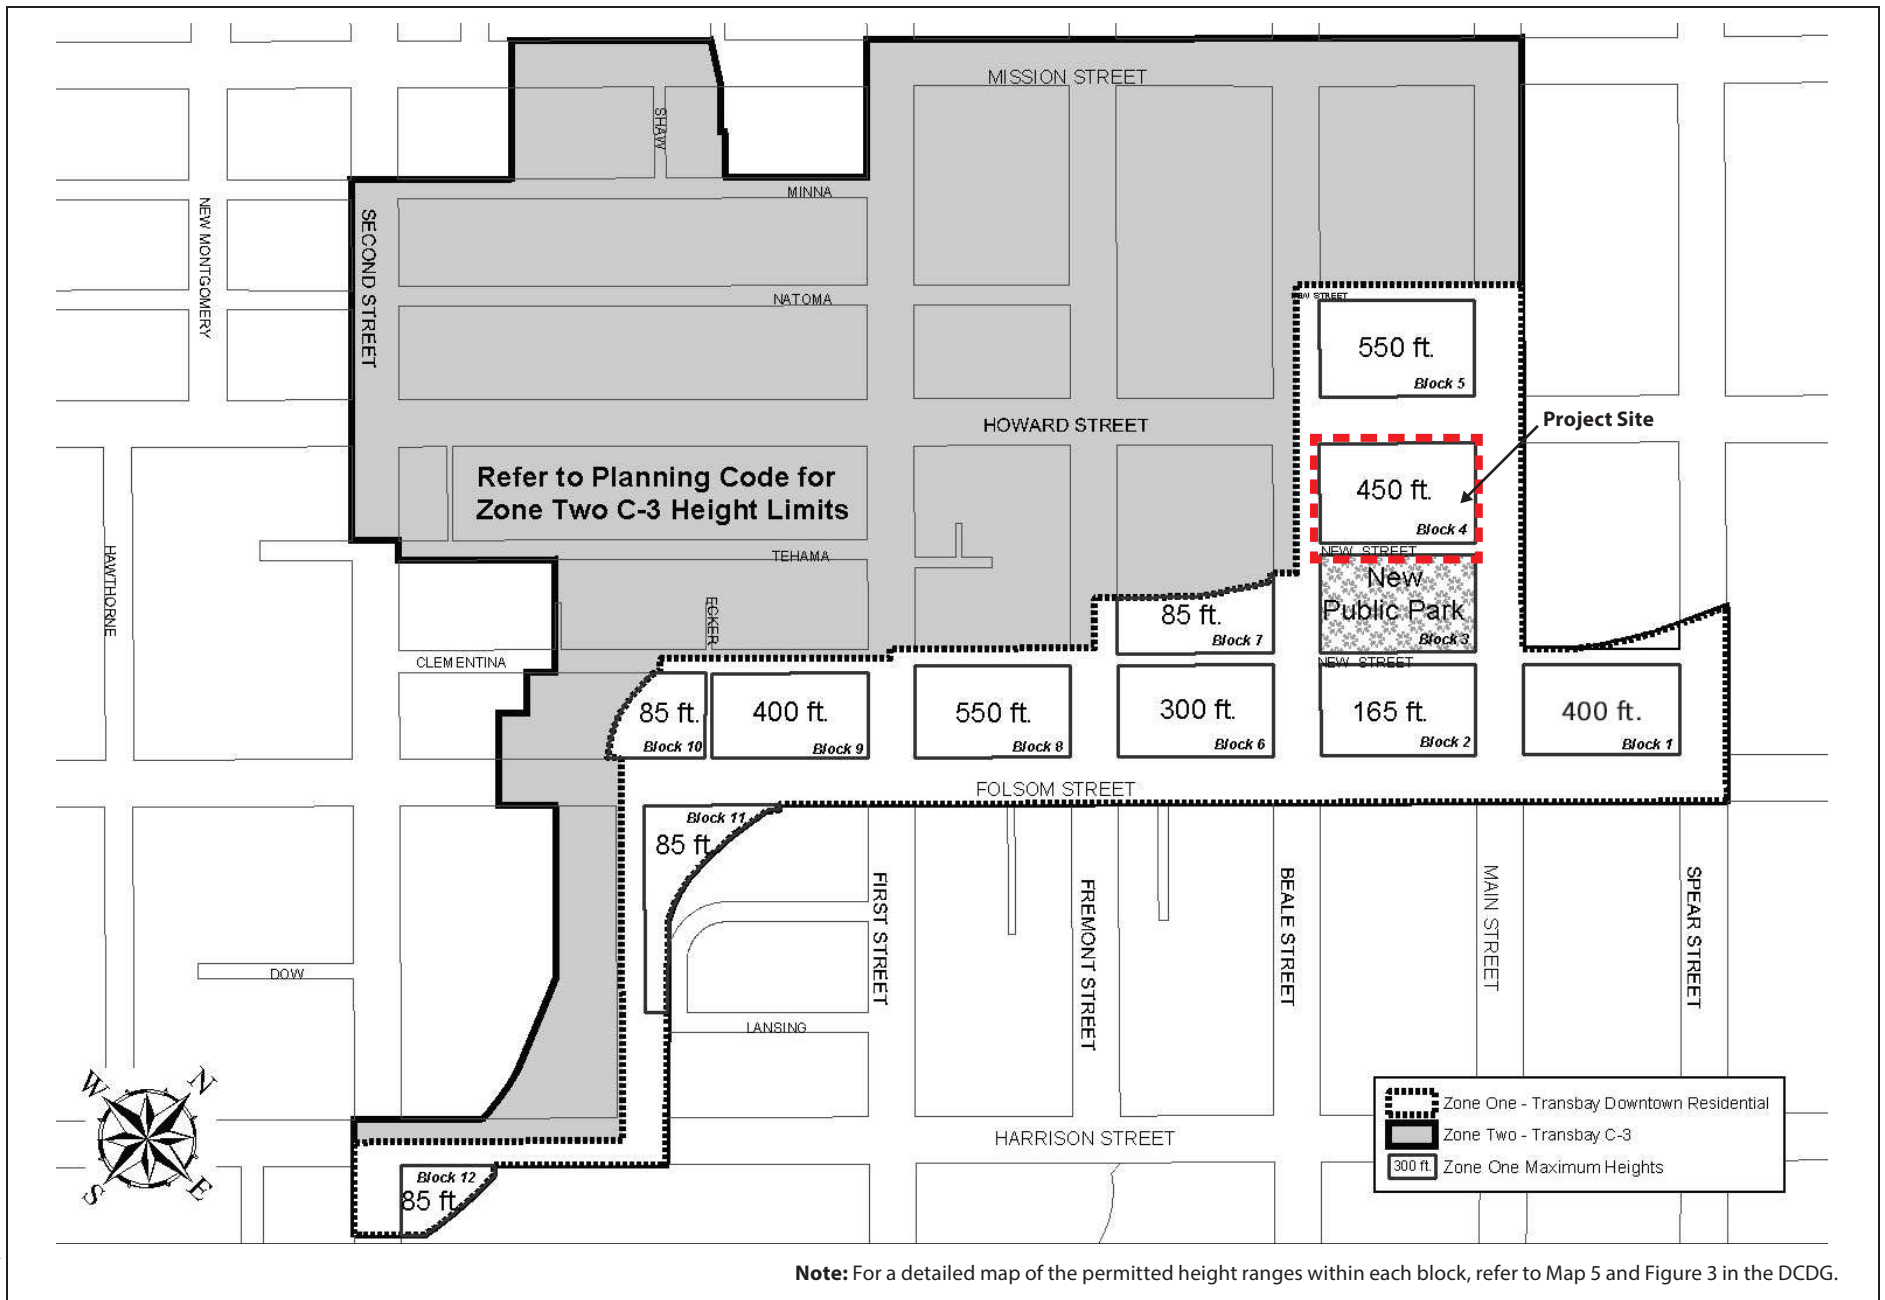 MISSION STREET
SHAW
MINNA
NEW MONTGOMERY
SECOND STREET
NATOMA
NEW STREET
550 ft.
Block 5
HOWARD STREET
Project Site
Refer to Planning Code for
Zone Two C-3 Height Limits
450 ft.
Block 4
NEW STREET
HAWTHORNE
TEHAMA
New
Public Park
Block 3
ECKER
85 ft.
Block 7
CLEMENTINA
NEW STREET
85 ft.
Block 10
400 ft.
Block 9
550 ft.
Block 8
300 ft.
Block 6
165 ft.
Block 2
400 ft.
Block 1
FOLSOM STREET
Block 11
85 ft.
FIRST STREET
FREMONT STREET
BEALE STREET
MAIN STREET
SPEAR STREET
DOW
LANSING
W
N
S
E
HARRISON STREET
Block 12
85 ft.
Zone One - Transbay Downtown Residential
Zone Two - Transbay C-3
300 ft.
Zone One Maximum Heights
Note: For a detailed map of the permitted height ranges within each block, refer to Map 5 and Figure 3 in the DCDG.